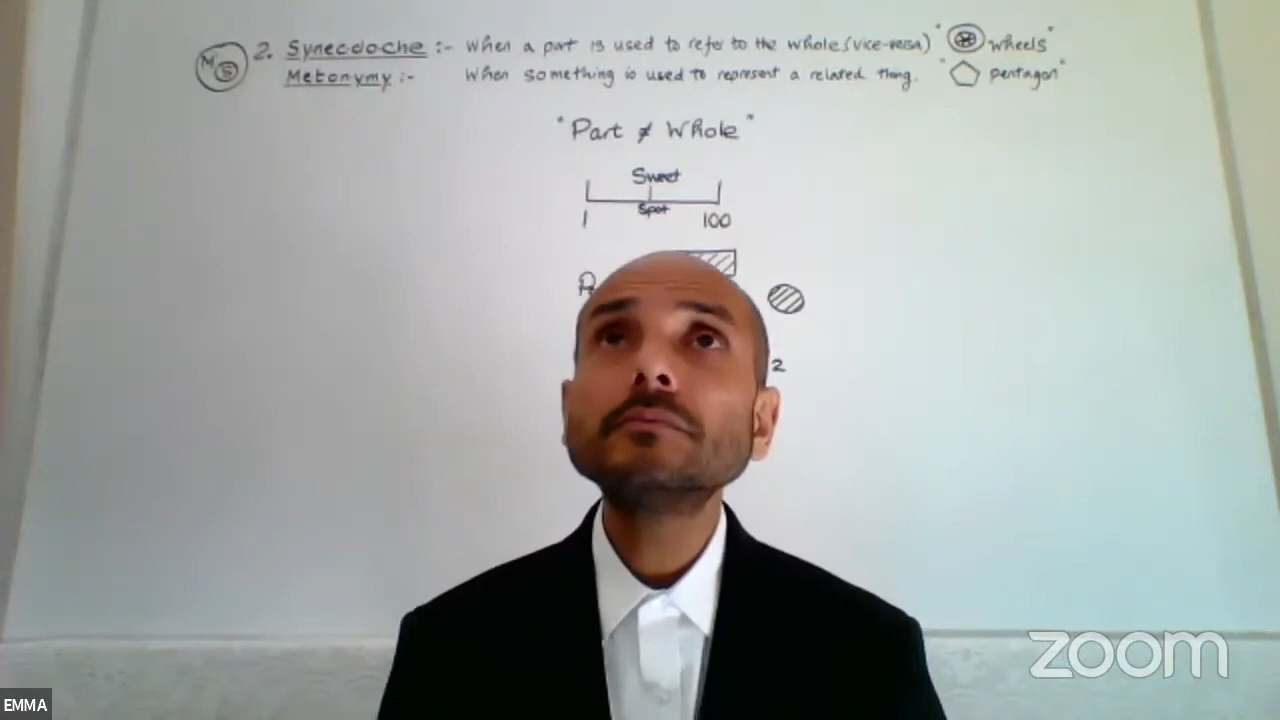 M S 2. Synecdoche :- When a part is used to refer to the whole (vice-versa) " wheels"
Metonymy :- When something is used to represent a related thing. " pentagon"
" Part ≠ Whole "
Sweet
Spot
1 100
2
zoom
EMMA